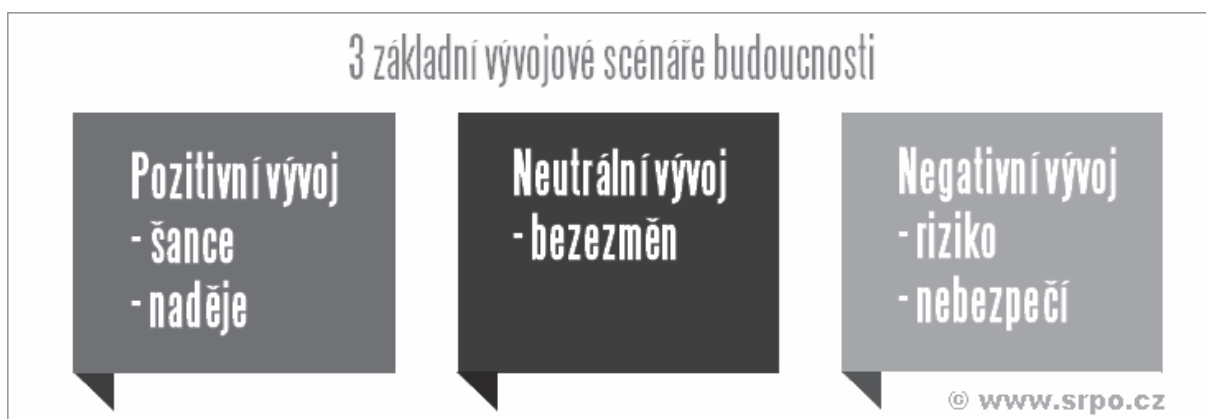 3 základní vývojové scénáře budoucnosti
Pozitivní vývoj
- šance
- naděje
Neutrální vývoj
- bezezměn
Negativní vývoj
- riziko
- nebezpečí
© www.srpo.cz